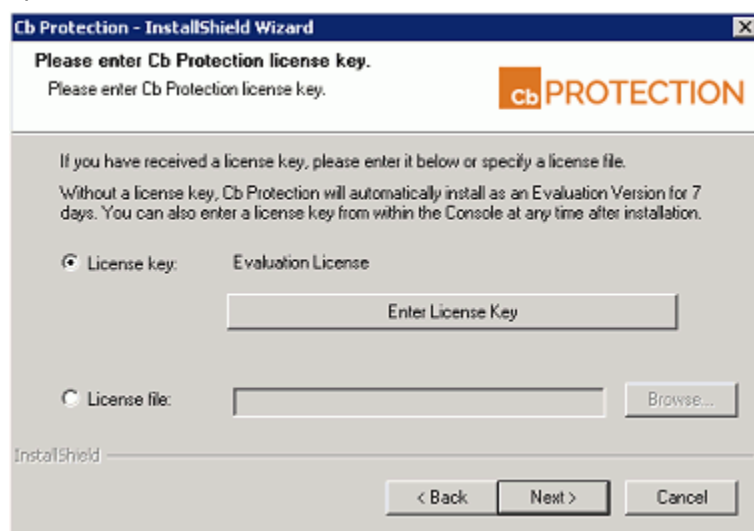 Cb Protection - InstallShield Wizard
Please enter Cb Protection license key.
Please enter Cb Protection license key.
Cb PROTECTION
If you have received a license key, please enter it below or specify a license file.
Without a license key, Cb Protection will automatically install as an Evaluation Version for 7
days. You can also enter a license key from within the Console at any time after installation.
License key: Evaluation License
Enter License Key
License file: Browse...
InstallShield
< Back Next > Cancel